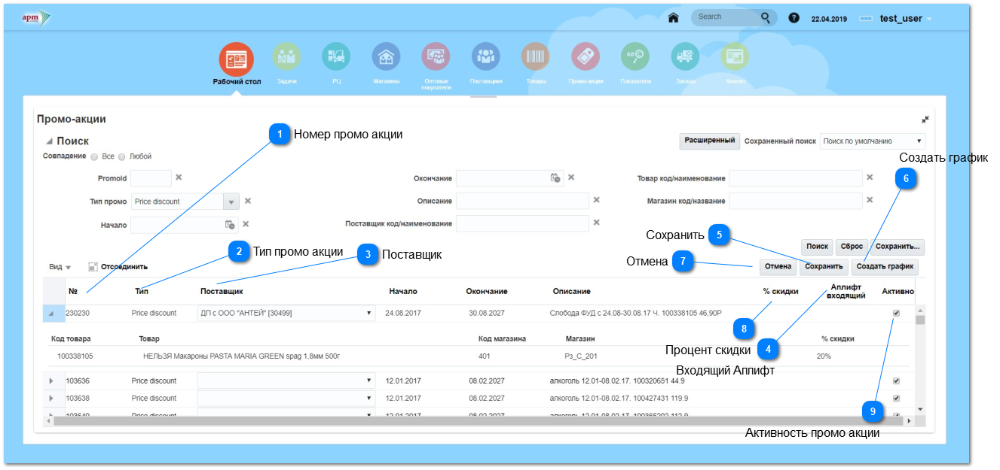 арт
Search
22.04.2019
test_user
Рабочий стол
Задачи
РЦ
Магазины
Оптовые
покупатели
Поставщики
Товары
Промо-акции
Показатели
Заказы
Анализ
Промо-акции
1 Номер промо акции
Поиск
Расширенный
Сохраненный поиск
Поиск по умолчанию
Совпадение Все Любой
Создать график
6
PromoId
Окончание
Товар код/наименование
Тип промо Price discount
Описание
Магазин код/название
Начало
Поставщик код/наименование
Сохранить 5
2 Тип промо акции
3 Поставщик
Поиск Сброс Сохранить...
Отмена 7
Вид Отсоединить
Отмена Сохранить Создать график
№ Тип Поставщик Начало Окончание Описание % скидки Аплифт входящий Активно
230230 Price discount ДП с ООО "АНТЕЙ" [30499] 24.08.2017 30.08.2027 Слобода ФУД с 24.08-30.08.17 Ч. 100338105 46,90Р
8
Код товара Товар Код магазина Магазин % скидки
Процент скидки 4
100338105 НЕЛЬЗЯ Макароны PASTA MARIA GREEN spag 1,8мм 500г 401 Рз_С_201 20%
Входящий Аплифт
103636 Price discount 12.01.2017 08.02.2027 алкоголь 12.01-08.02.17. 100320651 44.9
103638 Price discount 12.01.2017 08.02.2027 алкоголь 12.01-08.02.17. 100427431 119.9
103640 Price discount 12.01.2017 08.02.2027 алкоголь 12.01-08.02.17. 100366202 112.9
9
Активность промо акции